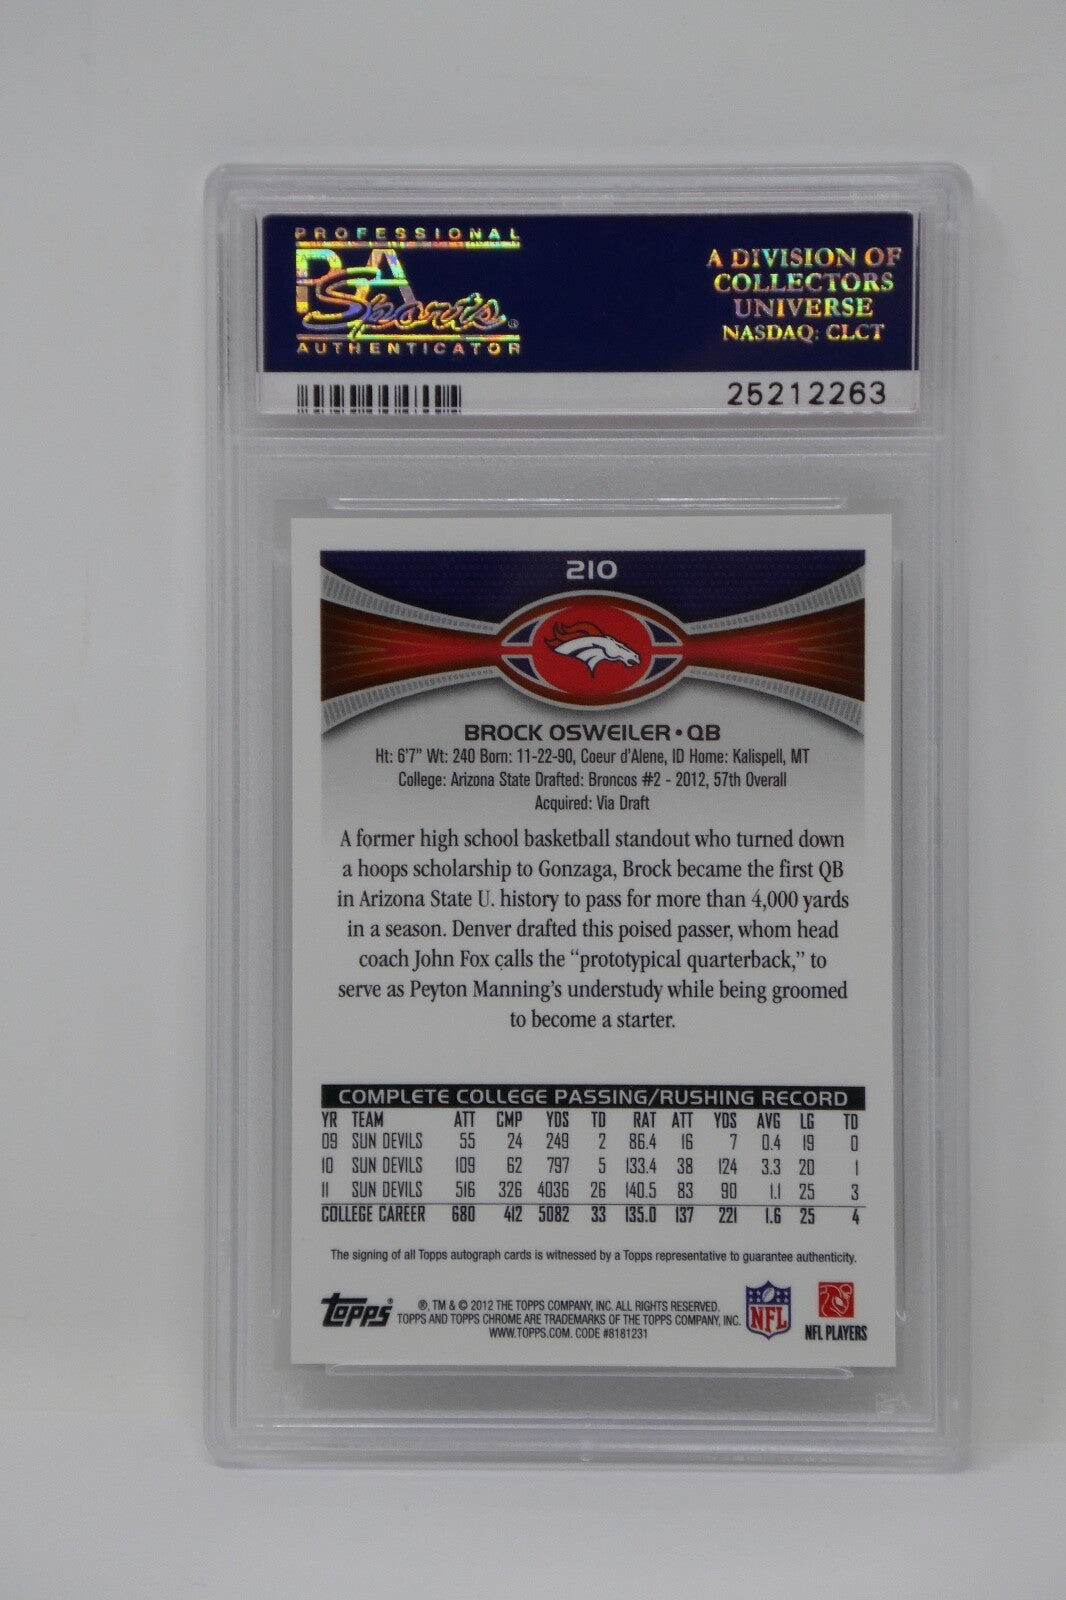 PROFESSIONAL
PSA
Sports®
AUTHENTICATOR
A DIVISION OF
COLLECTORS
UNIVERSE
NASDAQ: CLCT
25212263
210
BROCK OSWEILER • QB
Ht: 6'7" Wt: 240 Born: 11-22-90, Coeur d'Alene, ID Home: Kalispell, MT
College: Arizona State Drafted: Broncos #2 - 2012, 57th Overall
Acquired: Via Draft
A former high school basketball standout who turned down
a hoops scholarship to Gonzaga, Brock became the first QB
in Arizona State U. history to pass for more than 4,000 yards
in a season. Denver drafted this poised passer, whom head
coach John Fox calls the “prototypical quarterback,” to
serve as Peyton Manning's understudy while being groomed
to become a starter.
COMPLETE COLLEGE PASSING/RUSHING RECORD
YR TEAM ATT CMP YDS TD RAT ATT YDS AVG LG TD
09 SUN DEVILS 55 24 249 2 86.4 16 7 0.4 19 0
10 SUN DEVILS 109 62 797 5 133.4 38 124 3.3 20 1
11 SUN DEVILS 516 326 4036 26 140.5 83 90 1.1 25 3
COLLEGE CAREER 680 412 5082 33 135.0 137 221 1.6 25 4
The signing of all Topps autograph cards is witnessed by a Topps representative to guarantee authenticity.
Topps®
®, TM & © 2012 THE TOPPS COMPANY, INC. ALL RIGHTS RESERVED.
TOPPS AND TOPPS CHROME ARE TRADEMARKS OF THE TOPPS COMPANY, INC.
WWW.TOPPS.COM. CODE #8181231
NFL
NFL PLAYERS
PSA